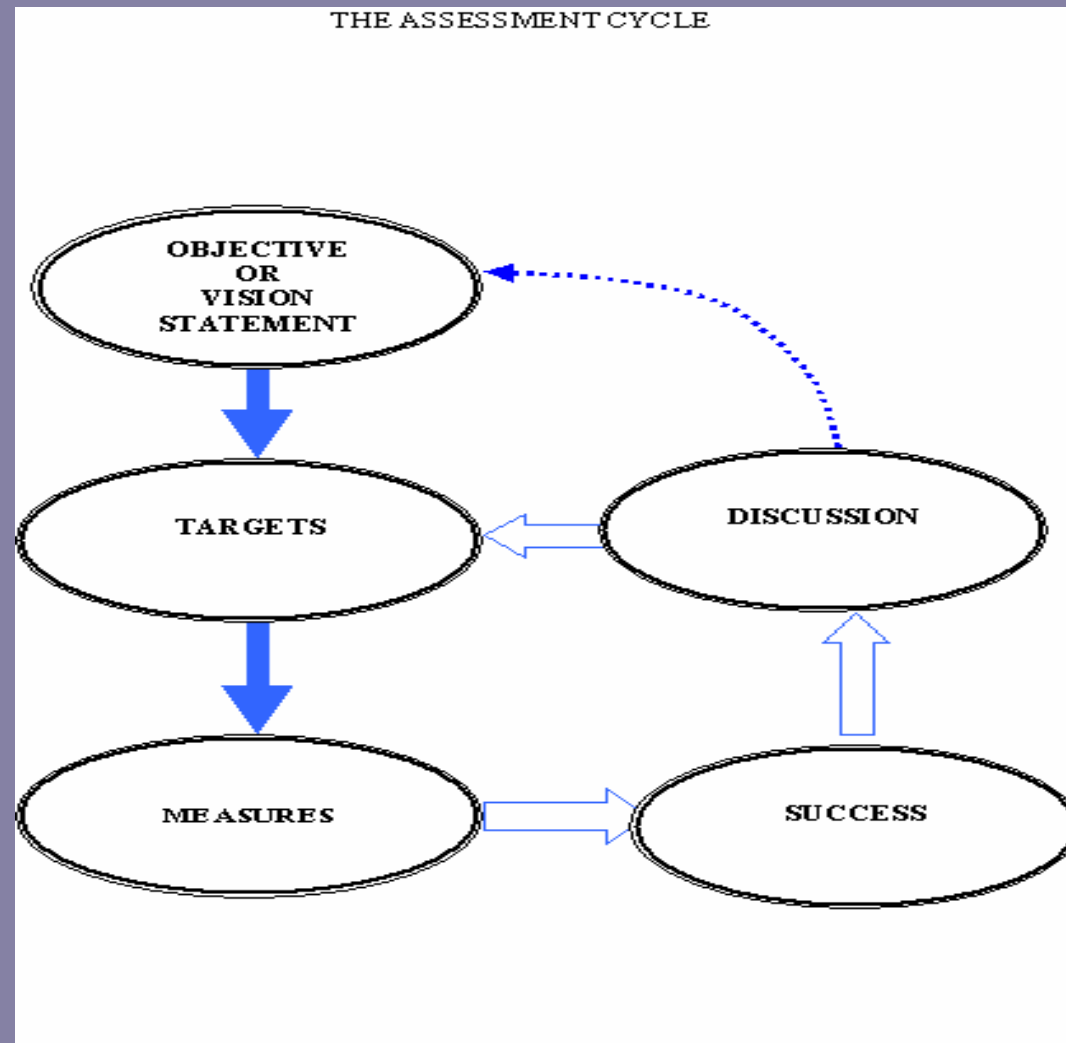 THE ASSESSMENT CYCLE
OBJECTIVE
OR
VISION
STATEMENT
TARGETS
DISCUSSION
MEASURES
SUCCESS